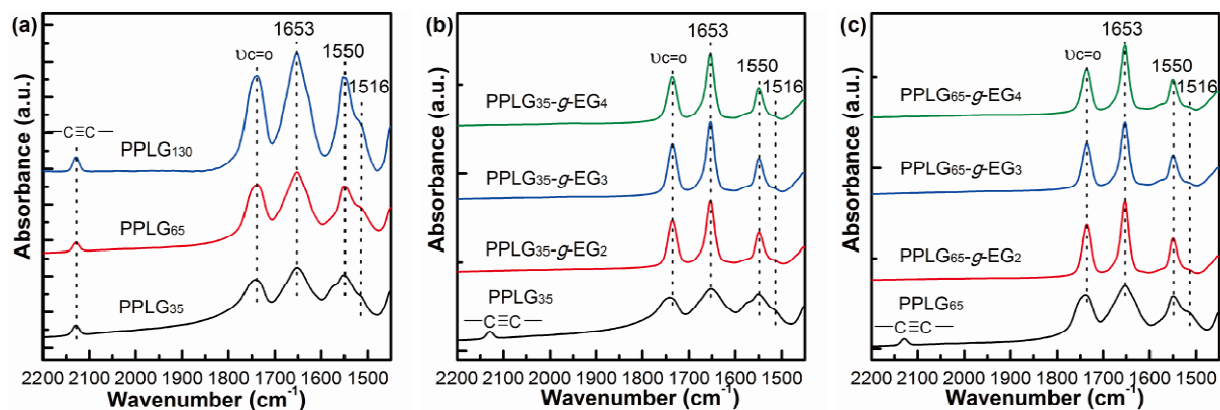 (a)
1653
υc=o
1550
1516
—C≡C—
PPLG130
PPLG65
PPLG35
Absorbance (a.u.)
2200 2100 2000 1900 1800 1700 1600 1500
Wavenumber (cm-1)
(b)
1653
υc=o
1550
1516
PPLG35-g-EG4
PPLG35-g-EG3
PPLG35-g-EG2
PPLG35
—C≡C—
Absorbance (a.u.)
2200 2100 2000 1900 1800 1700 1600 1500
Wavenumber (cm-1)
(c)
1653
υc=o
1550
1516
PPLG65-g-EG4
PPLG65-g-EG3
PPLG65-g-EG2
PPLG65
—C≡C—
Absorbance (a.u.)
2200 2100 2000 1900 1800 1700 1600 1500
Wavenumber (cm-1)